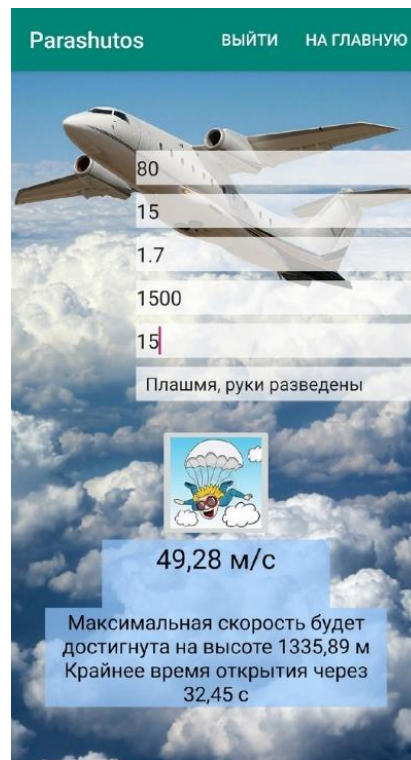 Parashutos ВЫЙТИ НА ГЛАВНУЮ
80
15
1.7
1500
15
Плашмя, руки разведены
49,28 м/с
Максимальная скорость будет
достигнута на высоте 1335,89 м
Крайнее время открытия через
32,45 с